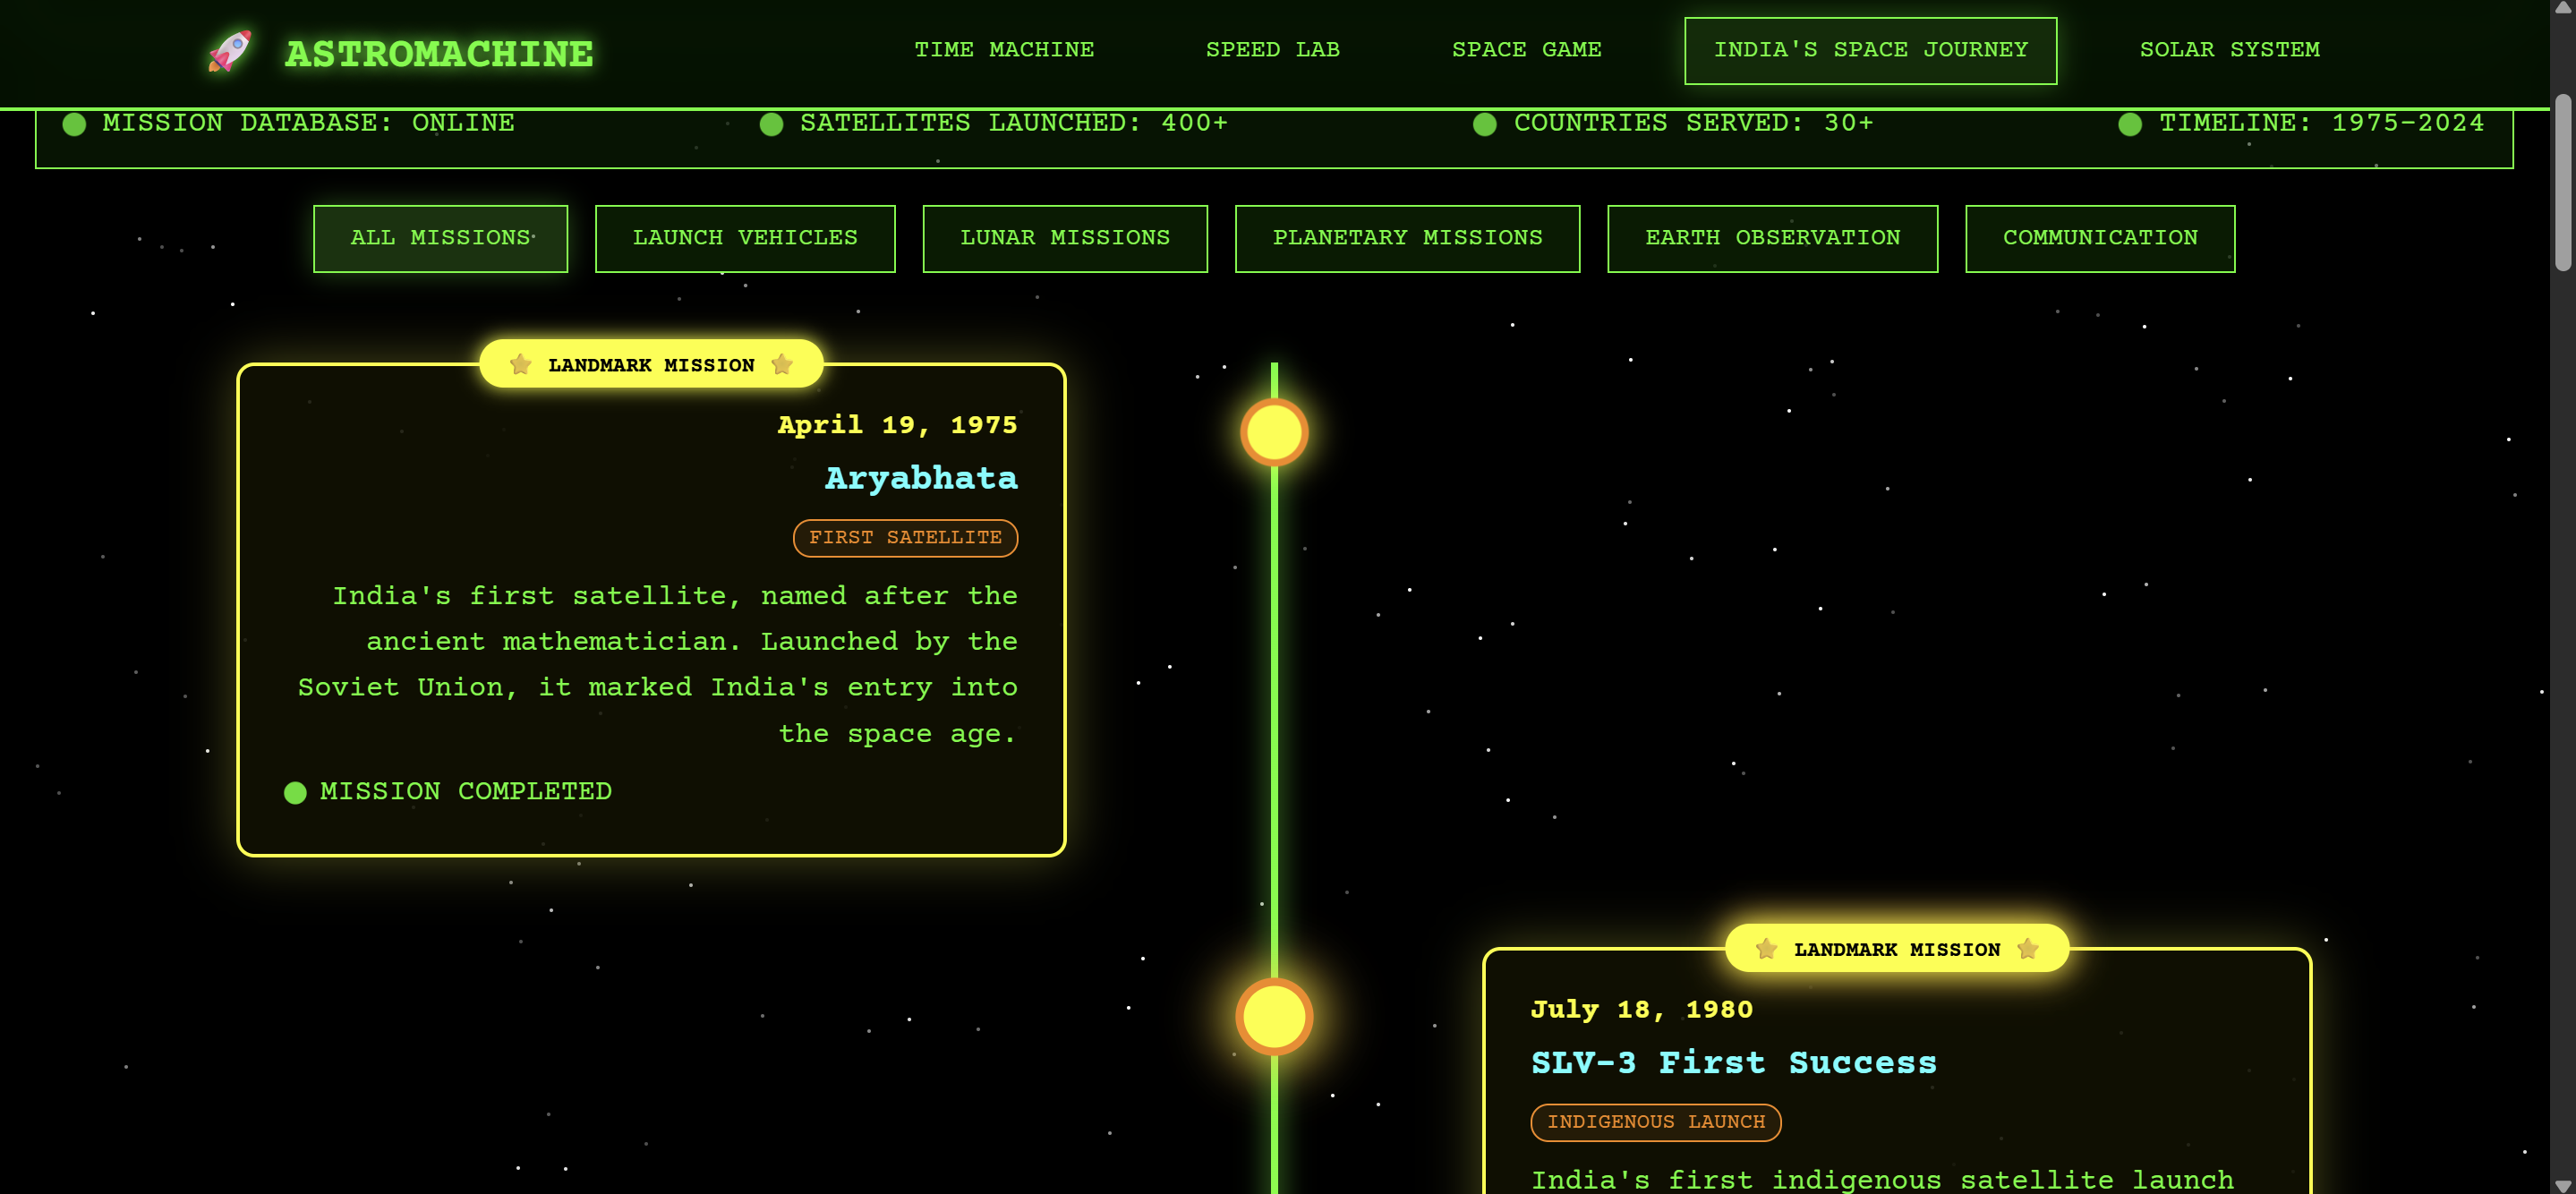 ASTROMACHINE
TIME MACHINE
SPEED LAB
SPACE GAME
INDIA'S SPACE JOURNEY
SOLAR SYSTEM
MISSION DATABASE: ONLINE
SATELLITES LAUNCHED: 400+
COUNTRIES SERVED: 30+
TIMELINE: 1975-2024
ALL MISSIONS
LAUNCH VEHICLES
LUNAR MISSIONS
PLANETARY MISSIONS
EARTH OBSERVATION
COMMUNICATION
LANDMARK MISSION
April 19, 1975
Aryabhata
FIRST SATELLITE
India's first satellite, named after the
ancient mathematician. Launched by the
Soviet Union, it marked India's entry into
the space age.
MISSION COMPLETED
LANDMARK MISSION
July 18, 1980
SLV-3 First Success
INDIGENOUS LAUNCH
India's first indigenous satellite launch